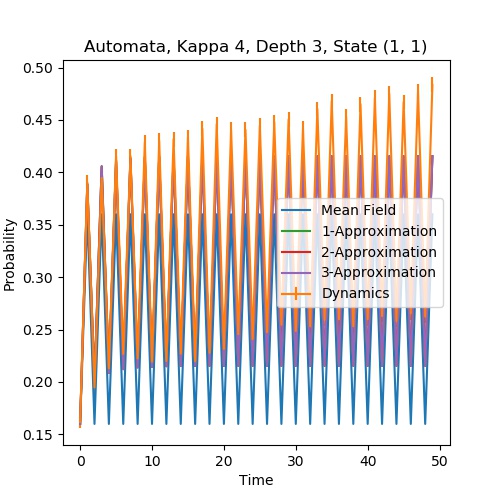 Automata, Kappa 4, Depth 3, State (1, 1)
0.50
0.45
0.40
0.35
0.30
0.25
0.20
0.15
Probability
Mean Field
1-Approximation
2-Approximation
3-Approximation
Dynamics
0 10 20 30 40 50
Time